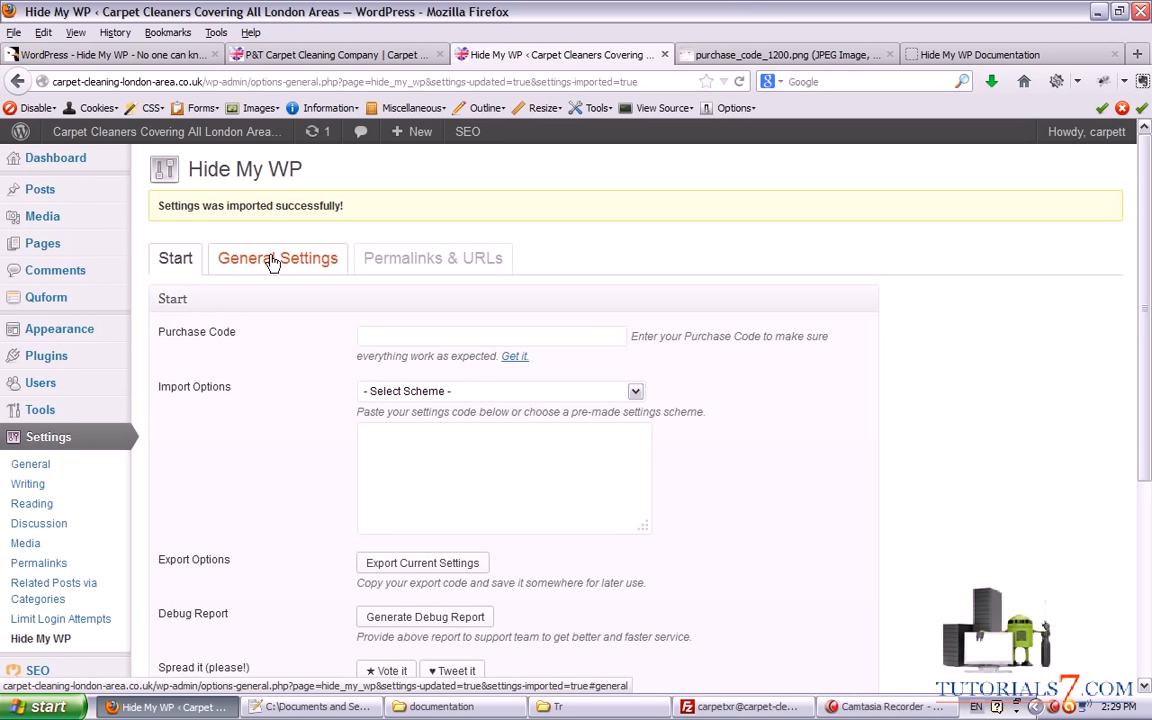 Hide My WP ‹ Carpet Cleaners Covering All London Areas — WordPress - Mozilla Firefox
File Edit View History Bookmarks Tools Help
WordPress - Hide My WP - No one can kn...
P&T Carpet Cleaning Company | Carpet ...
Hide My WP ‹ Carpet Cleaners Covering ...
purchase_code_1200.png (JPEG Image, ...
Hide My WP Documentation
carpet-cleaning-london-area.co.uk/wp-admin/options-general.php?page=hide_my_wp&settings-updated=true&settings-imported=true
Google
Disable Cookies CSS Forms Images Information Miscellaneous Outline Resize Tools View Source Options
Carpet Cleaners Covering All London Area... 1 New SEO Howdy, carpett
Dashboard
Posts
Media
Pages
Comments
Quform
Appearance
Plugins
Users
Tools
Settings
General
Writing
Reading
Discussion
Media
Permalinks
Related Posts via
Categories
Limit Login Attempts
Hide My WP
SEO
Hide My WP
Settings was imported successfully!
Start General Settings Permalinks & URLs
Start
Purchase Code
Enter your Purchase Code to make sure
everything work as expected. Get it.
Import Options
- Select Scheme -
Paste your settings code below or choose a pre-made settings scheme.
Export Options
Export Current Settings
Copy your export code and save it somewhere for later use.
Debug Report
Generate Debug Report
Provide above report to support team to get better and faster service.
Spread it (please!)
★ Vote it
♥ Tweet it
TUTORIALS7.COM
carpet-cleaning-london-area.co.uk/wp-admin/options-general.php?page=hide_my_wp&settings-updated=true&settings-imported=true#general
start
Hide My WP ‹ Carpet ...
C:\Documents and Se...
documentation
Tr
carpetxr@carpet-cle...
Camtasia Recorder - ...
EN
2:29 PM